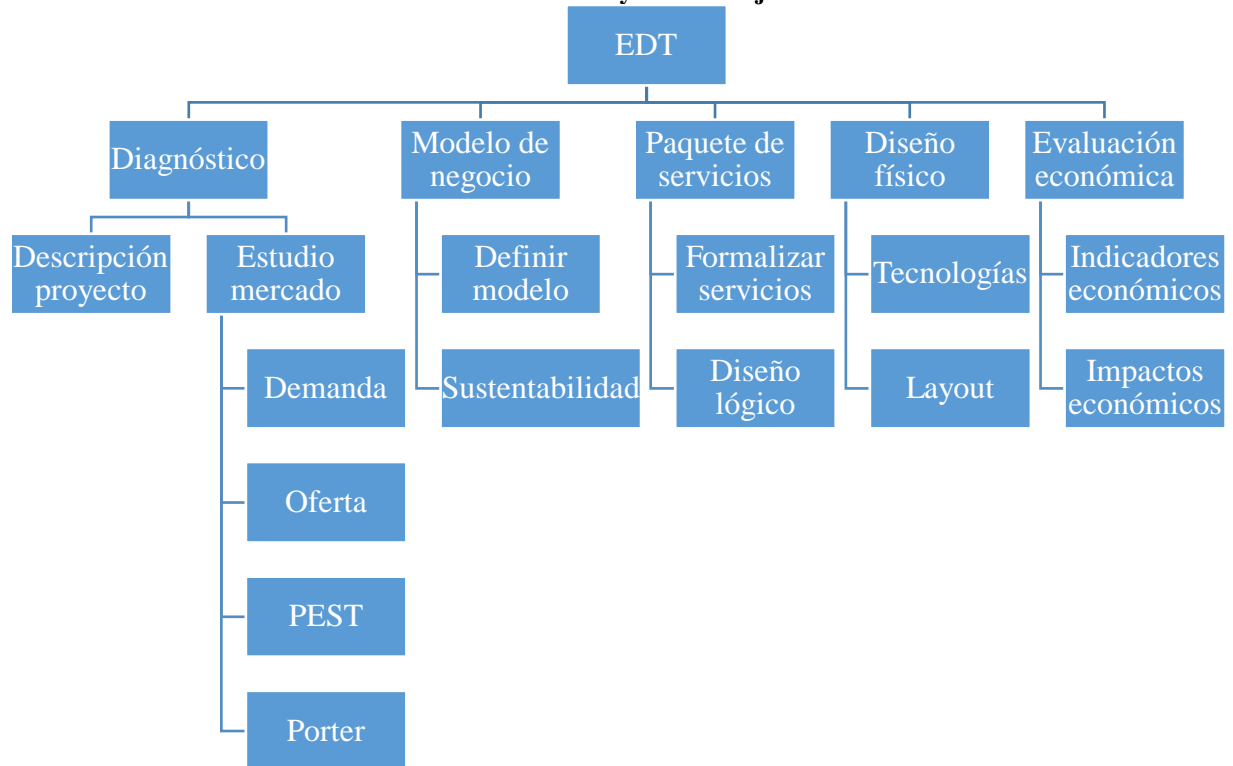 EDT
Diagnóstico
Modelo de
negocio
Paquete de
servicios
Diseño
físico
Evaluación
económica
Descripción
proyecto
Estudio
mercado
Definir
modelo
Formalizar
servicios
Tecnologías
Indicadores
económicos
Demanda
Sustentabilidad
Diseño
lógico
Layout
Impactos
económicos
Oferta
PEST
Porter